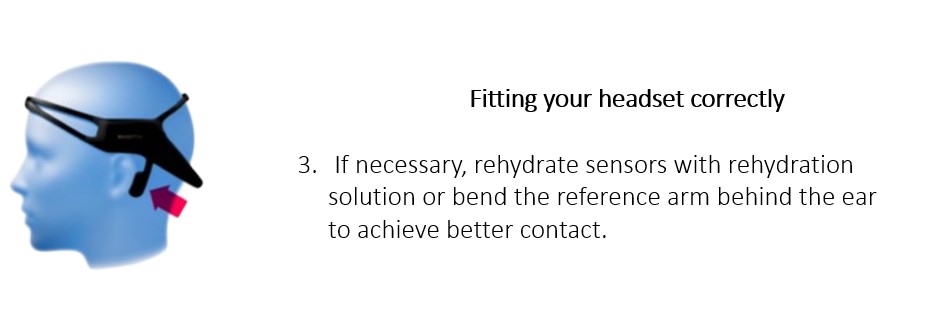 Fitting your headset correctly
3. If necessary, rehydrate sensors with rehydration
solution or bend the reference arm behind the ear
to achieve better contact.